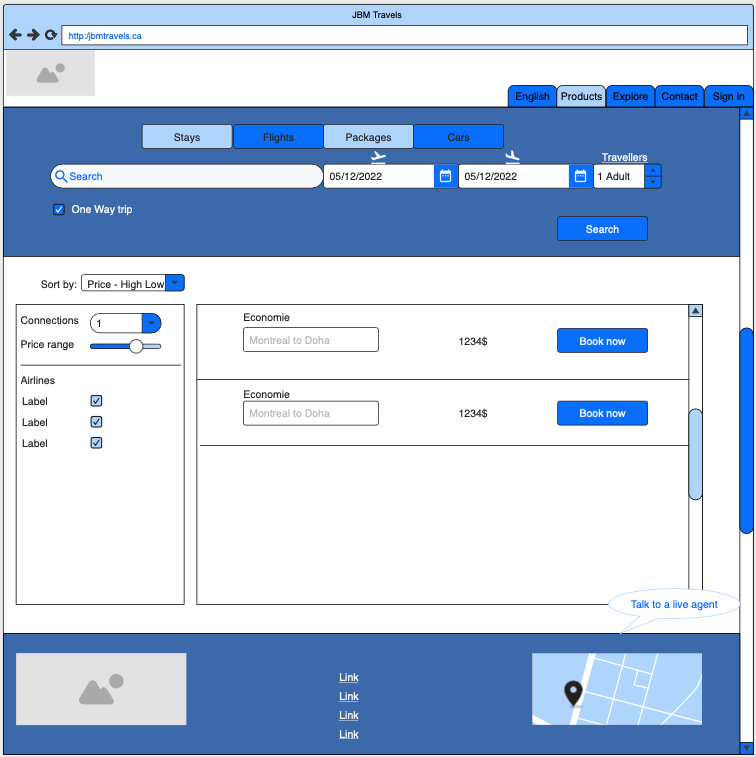 JBM Travels
http:/jbmtravels.ca
English
Products
Explore
Contact
Sign in
Stays
Flights
Packages
Cars
Travellers
Search
05/12/2022
05/12/2022
1 Adult
One Way trip
Search
Sort by:
Price - High Low
Connections
1
Price range
Airlines
Label
Label
Label
Economie
Montreal to Doha
1234$
Book now
Economie
Montreal to Doha
1234$
Book now
Talk to a live agent
Link
Link
Link
Link